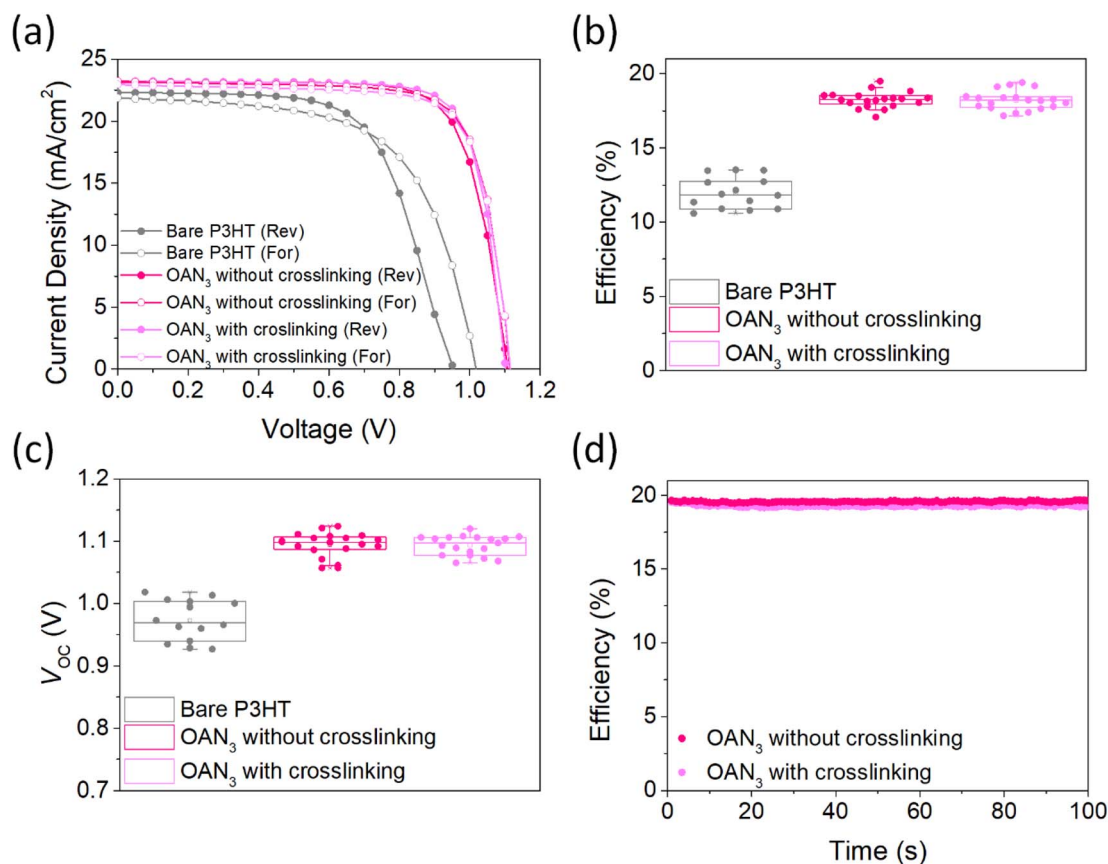 (a)
25
20
15
10
5
0
Current Density (mA/cm²)
Bare P3HT (Rev)
Bare P3HT (For)
OAN₃ without crosslinking (Rev)
OAN₃ without crosslinking (For)
OAN₃ with croslinking (Rev)
OAN₃ with crosslinking (For)
0.0 0.2 0.4 0.6 0.8 1.0 1.2
Voltage (V)
(b)
20
15
10
5
0
Efficiency (%)
Bare P3HT
OAN₃ without crosslinking
OAN₃ with crosslinking
(c)
1.2
1.1
1.0
0.9
0.8
0.7
V_OC (V)
Bare P3HT
OAN₃ without crosslinking
OAN₃ with crosslinking
(d)
20
15
10
5
0
Efficiency (%)
OAN₃ without crosslinking
OAN₃ with crosslinking
0 20 40 60 80 100
Time (s)